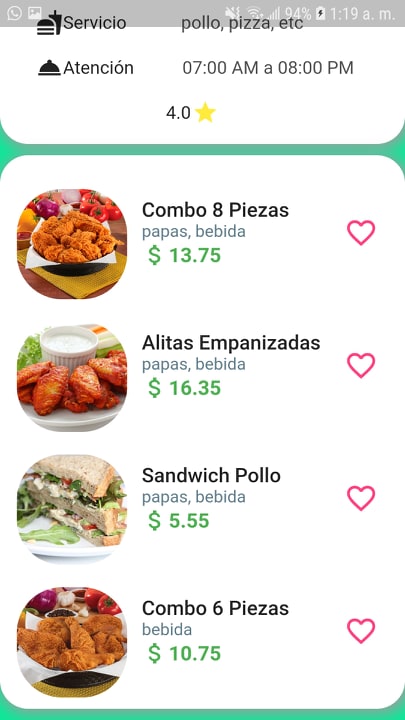 94% 1:19 a. m.
Servicio pollo, pizza, etc
Atención 07:00 AM a 08:00 PM
4.0
Combo 8 Piezas
papas, bebida
$ 13.75
Alitas Empanizadas
papas, bebida
$ 16.35
Sandwich Pollo
papas, bebida
$ 5.55
Combo 6 Piezas
bebida
$ 10.75